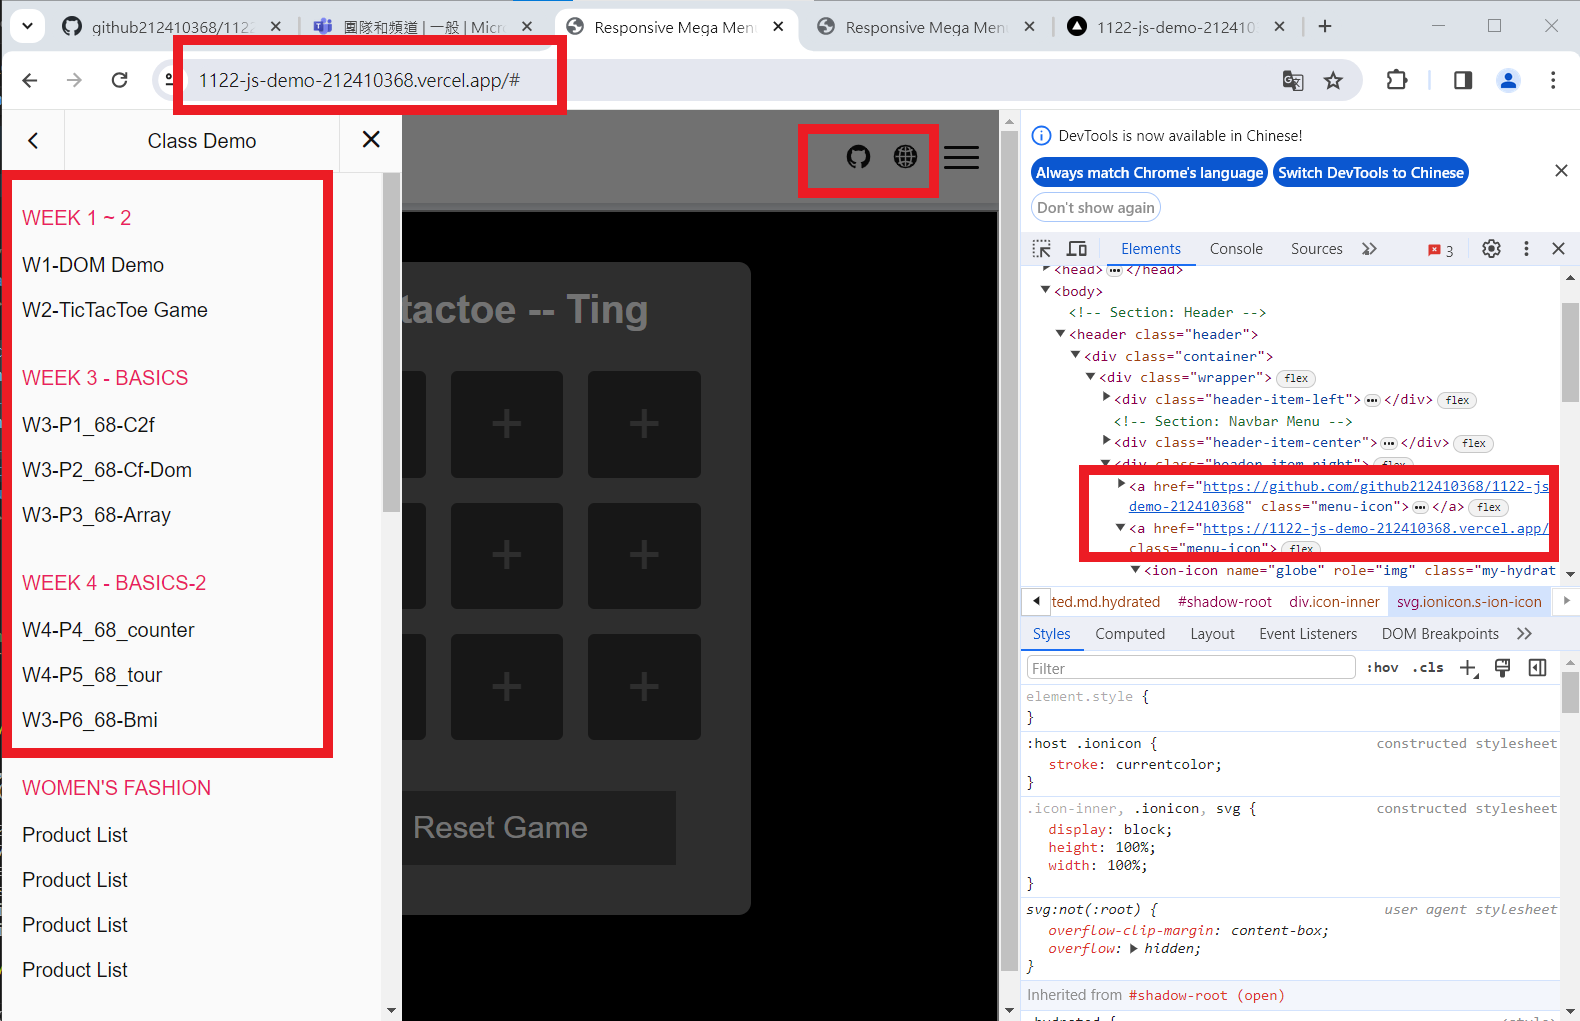 github212410368/1122
團隊和頻道 | 一般 | Micro
Responsive Mega Menu
Responsive Mega Men
1122-js-demo-212410
1122-js-demo-212410368.vercel.app/#
Class Demo
WEEK 1 ~ 2
W1-DOM Demo
W2-TicTacToe Game
WEEK 3 - BASICS
W3-P1_68-C2f
W3-P2_68-Cf-Dom
W3-P3_68-Array
WEEK 4 - BASICS-2
W4-P4_68_counter
W4-P5_68_tour
W3-P6_68-Bmi
WOMEN'S FASHION
Product List
Product List
Product List
Product List
tactoe -- Ting
+ +
+ +
+ +
Reset Game
DevTools is now available in Chinese!
Always match Chrome's language
Switch DevTools to Chinese
Don't show again
Elements Console Sources 3
<head> ••• </head>
<body>
<!-- Section: Header -->
<header class="header">
<div class="container">
<div class="wrapper"> flex
<div class="header-item-left"> ••• </div> flex
<!-- Section: Navbar Menu -->
<div class="header-item-center"> ••• </div> flex
<div class="header-item-right"> flex
<a href="https://github.com/github212410368/1122-js
demo-212410368" class="menu-icon"> ••• </a> flex
<a href="https://1122-js-demo-212410368.vercel.app/
class="menu-icon"> flex
<ion-icon name="globe" role="img" class="my-hydrat
ted.md.hydrated #shadow-root div.icon-inner svg.ionicon.s-ion-icon
Styles Computed Layout Event Listeners DOM Breakpoints
Filter :hov .cls
element.style {
}
:host .ionicon { constructed stylesheet
stroke: currentcolor;
}
.icon-inner, .ionicon, svg { constructed stylesheet
display: block;
height: 100%;
width: 100%;
}
svg:not(:root) { user agent stylesheet
overflow-clip-margin: content-box;
overflow: hidden;
}
Inherited from #shadow-root (open)
.hydrated { <style>